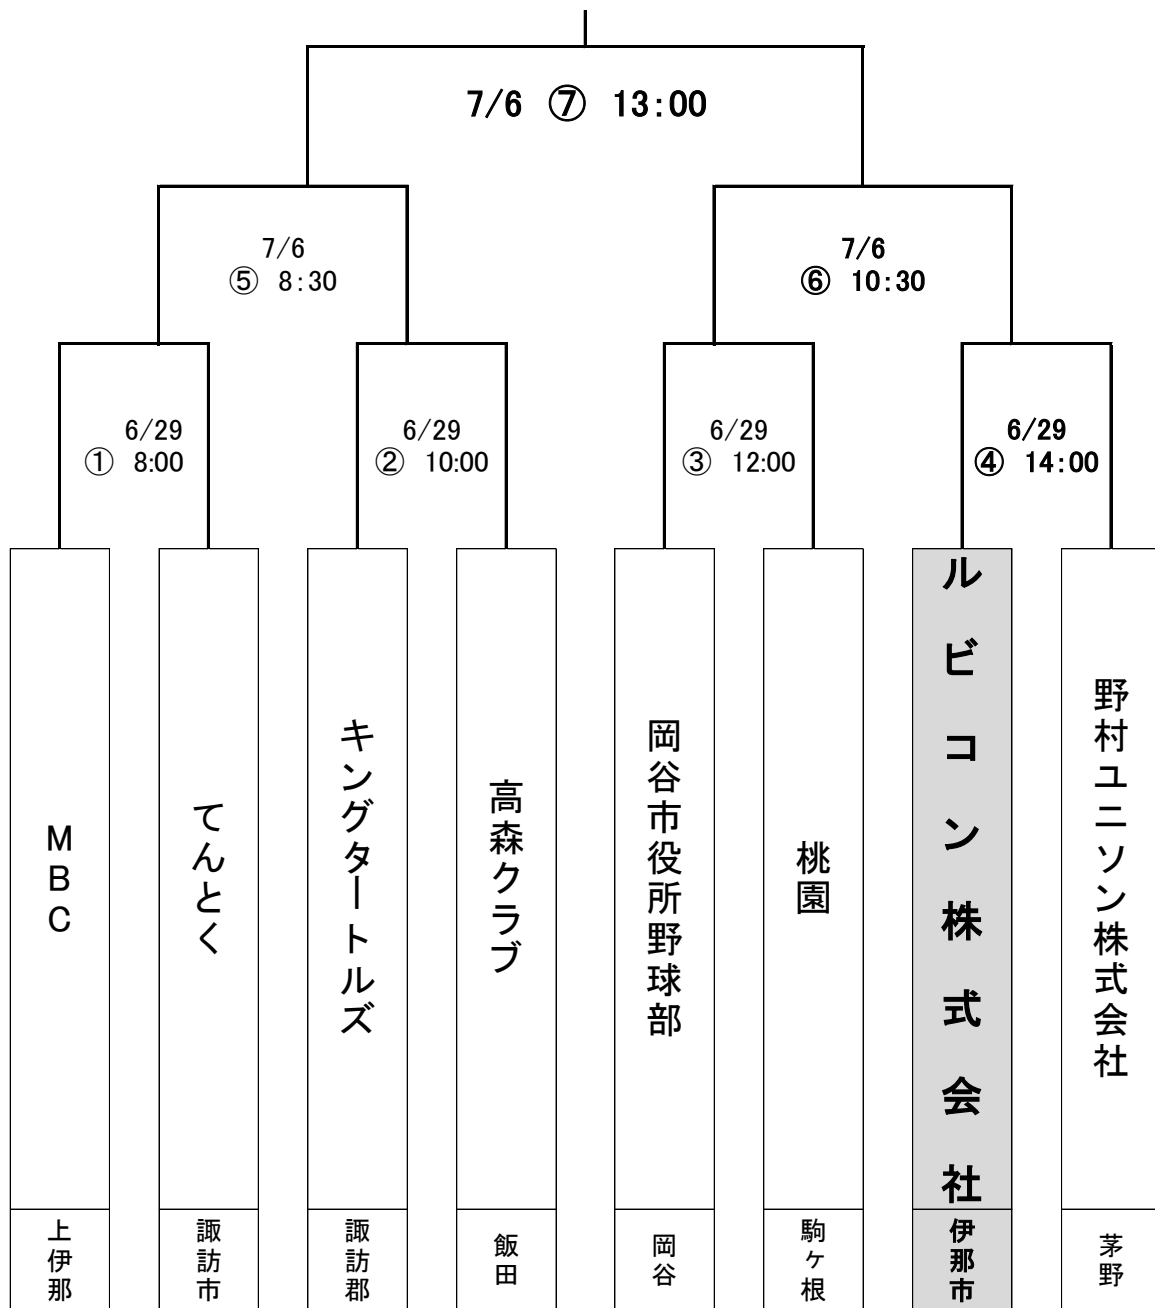 7/6 ⑦ 13:00
7/6
⑤ 8:30
7/6
⑥ 10:30
6/29
① 8:00
6/29
② 10:00
6/29
③ 12:00
6/29
④ 14:00
MBC
てんとく
キングタートルズ
高森クラブ
岡谷市役所野球部
桃園
ルビコン株式会社
野村ユニソン株式会社
上伊那
諏訪市
諏訪郡
飯田
岡谷
駒ヶ根
伊那市
茅野